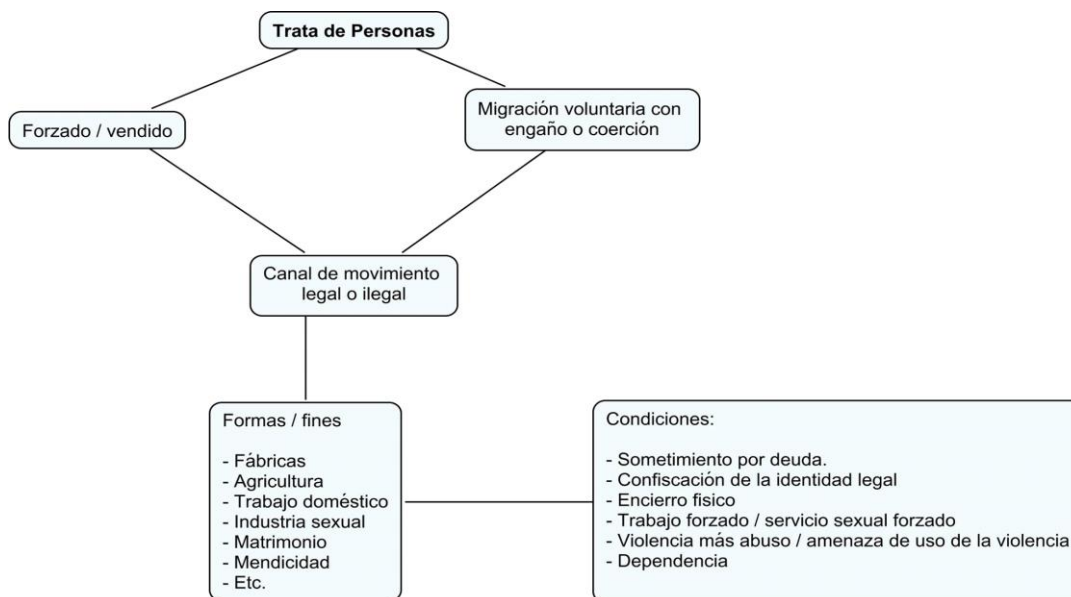 Trata de Personas
Forzado / vendido
Migración voluntaria con
engaño o coerción
Canal de movimiento
legal o ilegal
Formas / fines
- Fábricas
- Agricultura
- Trabajo doméstico
- Industria sexual
- Matrimonio
- Mendicidad
- Etc.
Condiciones:
- Sometimiento por deuda.
- Confiscación de la identidad legal
- Encierro fisico
- Trabajo forzado / servicio sexual forzado
- Violencia más abuso / amenaza de uso de la violencia
- Dependencia